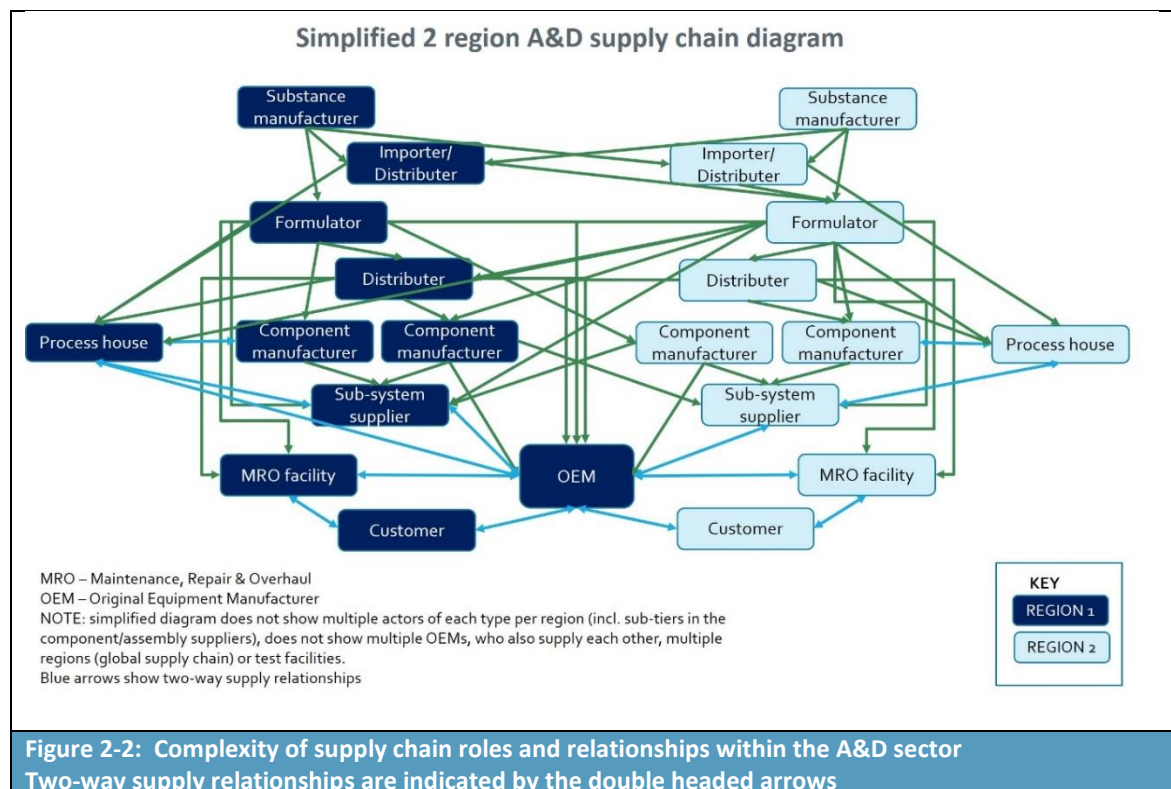 Simplified 2 region A&D supply chain diagram
Substance
manufacturer
Substance
manufacturer
Importer/
Distributer
Importer/
Distributer
Formulator
Formulator
Distributer
Distributer
Process house
Component
manufacturer
Component
manufacturer
Component
manufacturer
Component
manufacturer
Process house
Sub-system
supplier
Sub-system
supplier
MRO facility
OEM
MRO facility
Customer
Customer
MRO – Maintenance, Repair & Overhaul
OEM – Original Equipment Manufacturer
NOTE: simplified diagram does not show multiple actors of each type per region (incl. sub-tiers in the
component/assembly suppliers), does not show multiple OEMs, who also supply each other, multiple
regions (global supply chain) or test facilities.
Blue arrows show two-way supply relationships
KEY
REGION 1
REGION 2
Figure 2-2: Complexity of supply chain roles and relationships within the A&D sector
Two-way supply relationships are indicated by the double headed arrows